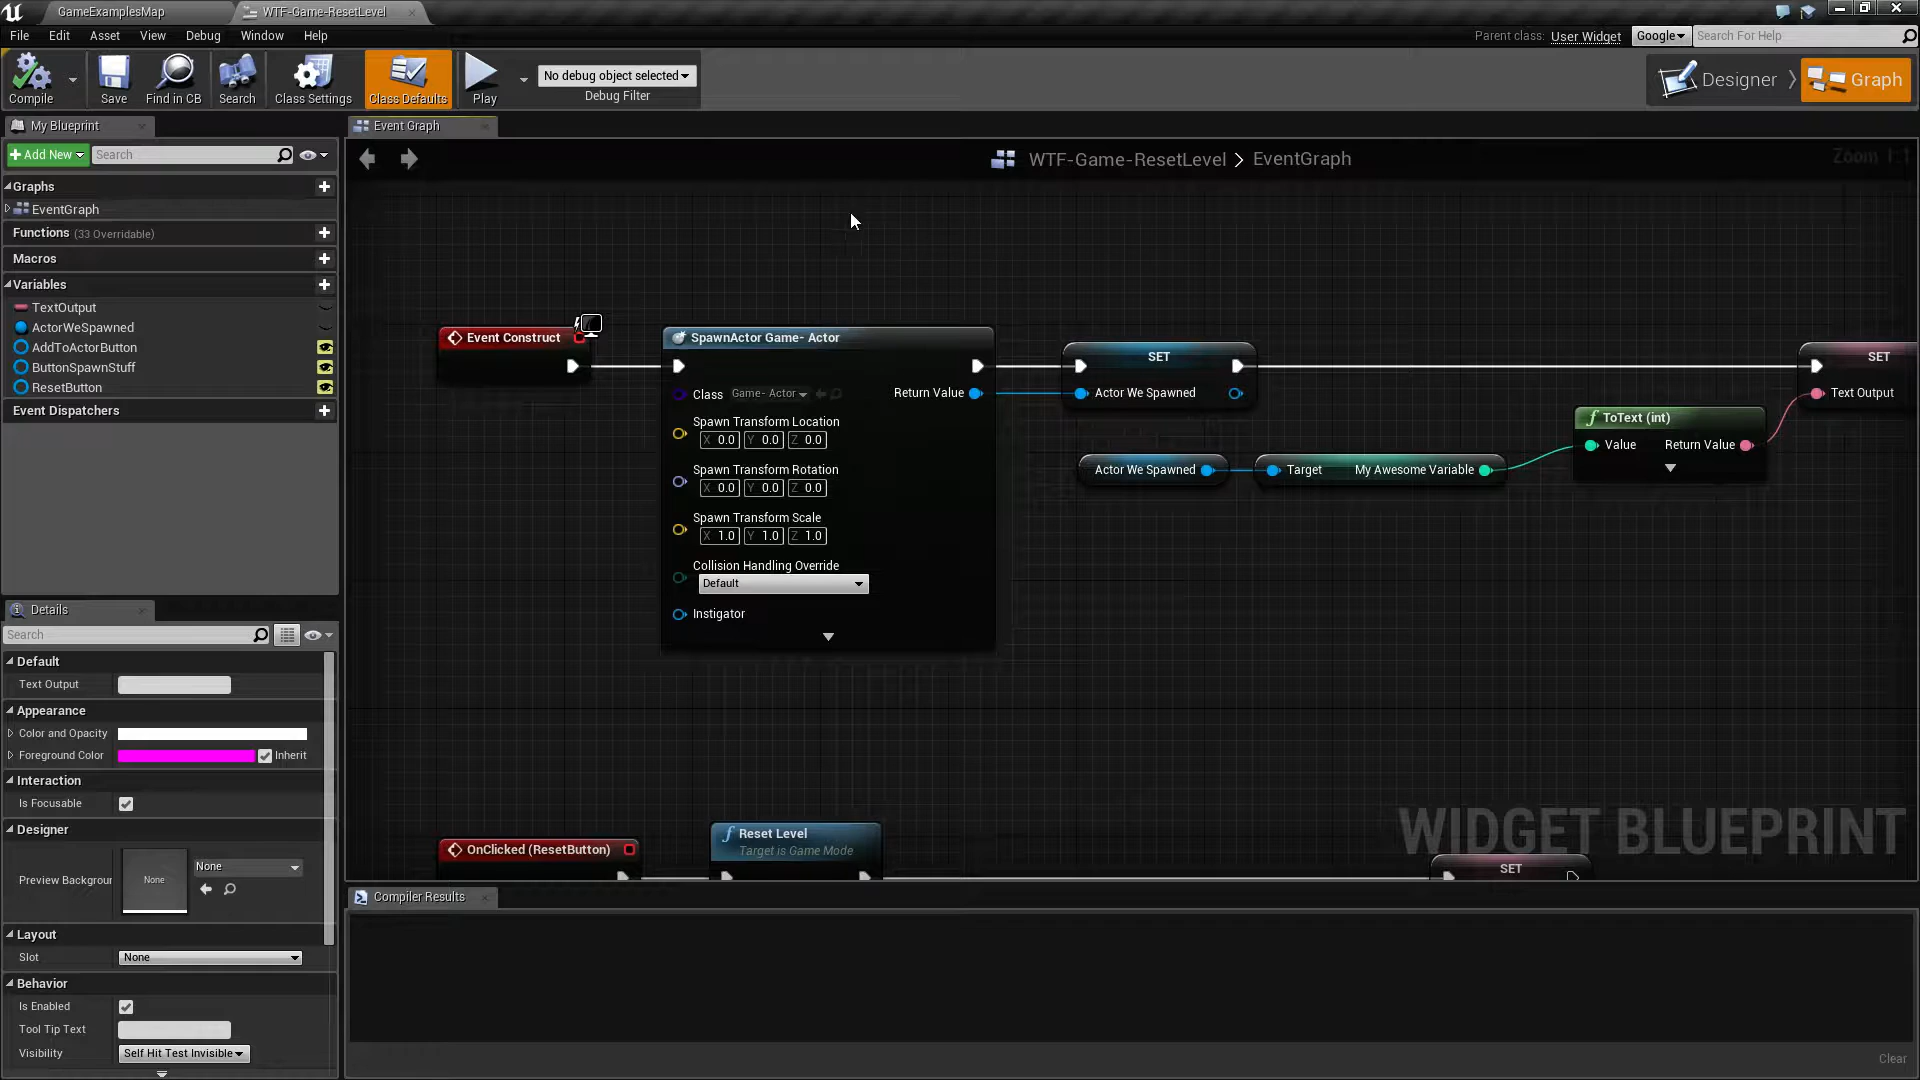 GameExamplesMap
WTF-Game-ResetLevel
File Edit Asset View Debug Window Help
Parent class: User Widget Google Search For Help
Compile Save Find in CB Search Class Settings Class Defaults Play
No debug object selected
Debug Filter
Designer Graph
My Blueprint
Event Graph
Add New Search
WTF-Game-ResetLevel > EventGraph
Zoom 1:1
Graphs
EventGraph
Functions (33 Overridable)
Macros
Variables
TextOutput
ActorWeSpawned
AddToActorButton
ButtonSpawnStuff
ResetButton
Event Dispatchers
Event Construct
SpawnActor Game- Actor
Class Game- Actor
Return Value
Spawn Transform Location
X 0.0 Y 0.0 Z 0.0
Spawn Transform Rotation
X 0.0 Y 0.0 Z 0.0
Spawn Transform Scale
X 1.0 Y 1.0 Z 1.0
Collision Handling Override
Default
Instigator
SET
Actor We Spawned
Actor We Spawned
Target My Awesome Variable
ToText (int)
Value Return Value
SET
Text Output
OnClicked (ResetButton)
Reset Level
Target is Game Mode
SET
WIDGET BLUEPRINT
Details
Search
Default
Text Output
Appearance
Color and Opacity
Foreground Color Inherit
Interaction
Is Focusable
Designer
Preview Backgrour
None
None
Layout
Slot None
Behavior
Is Enabled
Tool Tip Text
Visibility Self Hit Test Invisible
Compiler Results
Clear